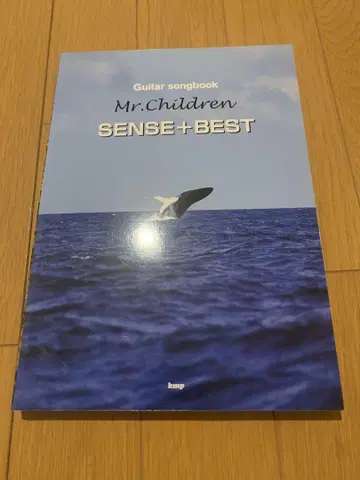 Guitar songbook
Mr.Children
SENSE+BEST
kmp